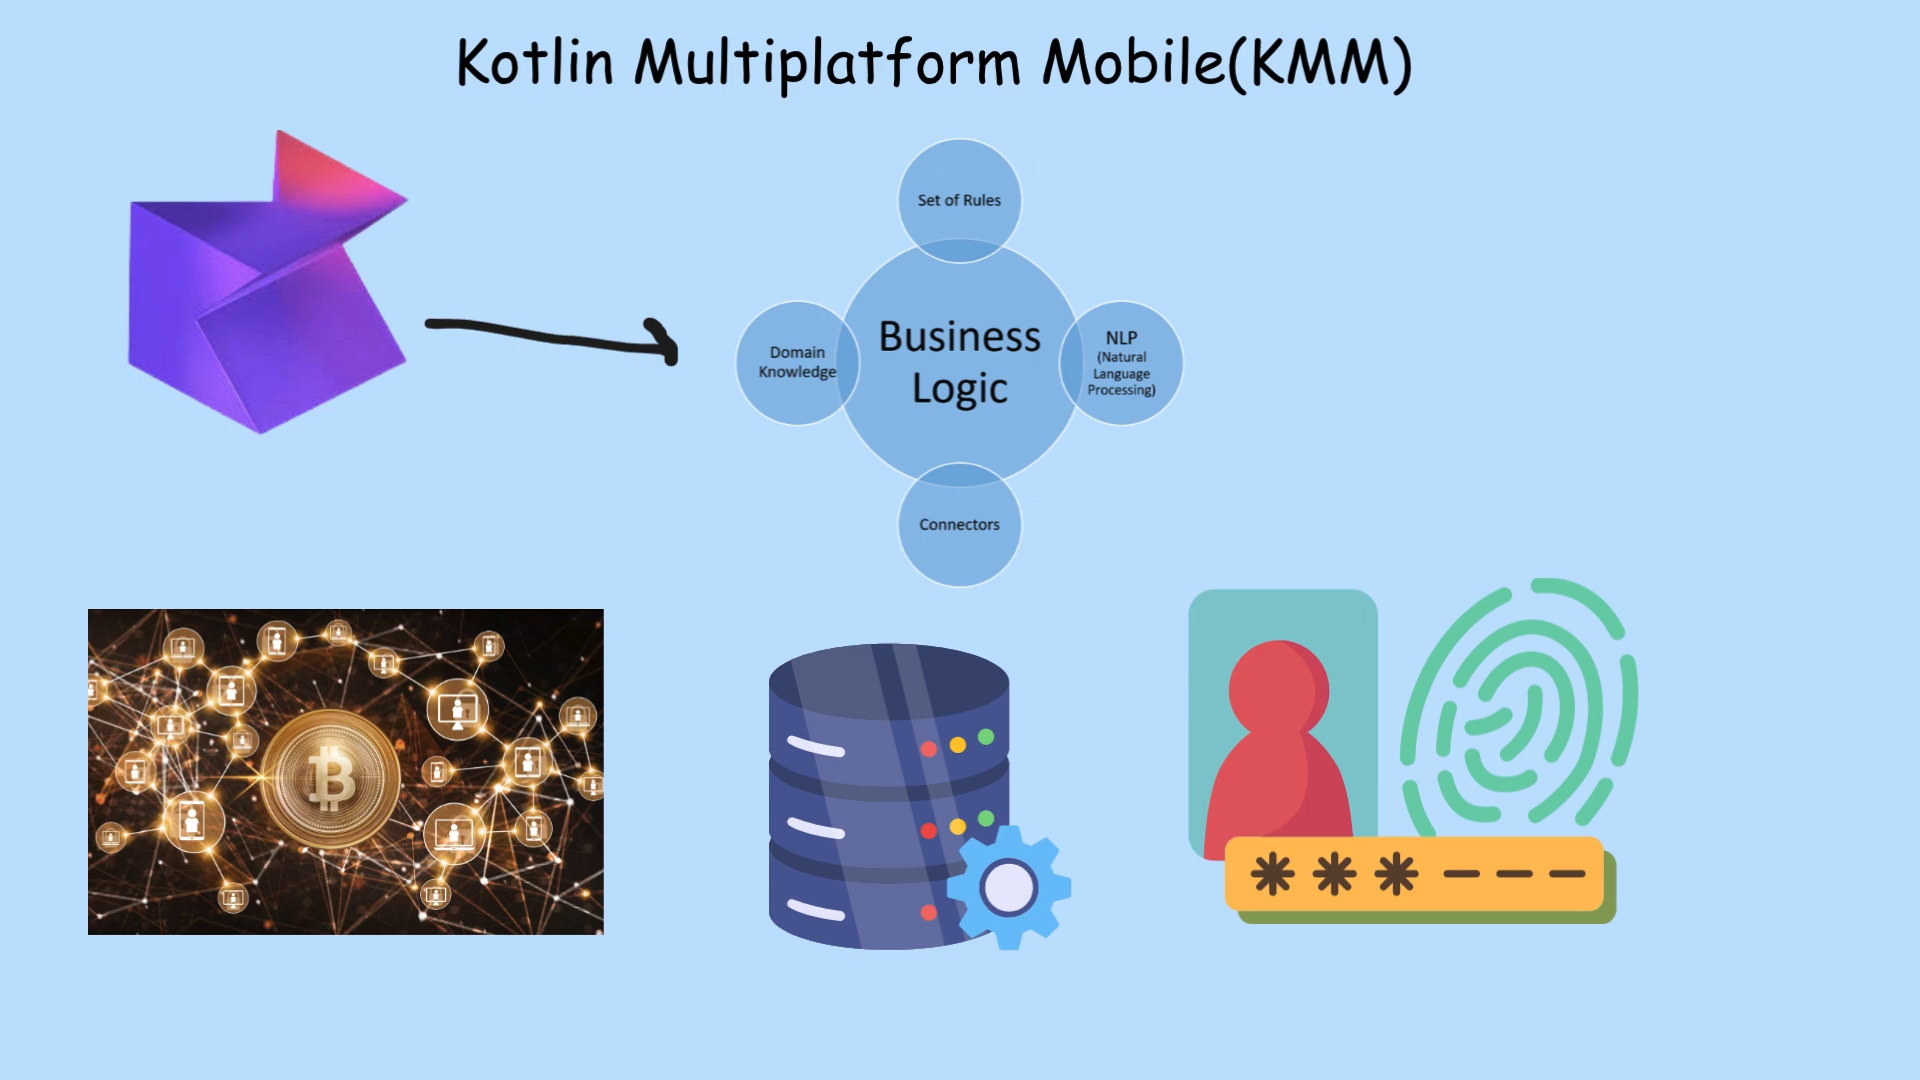 Kotlin Multiplatform Mobile(KMM)
Set of Rules
Business
Logic
Domain
Knowledge
NLP
(Natural
Language
Processing)
Connectors